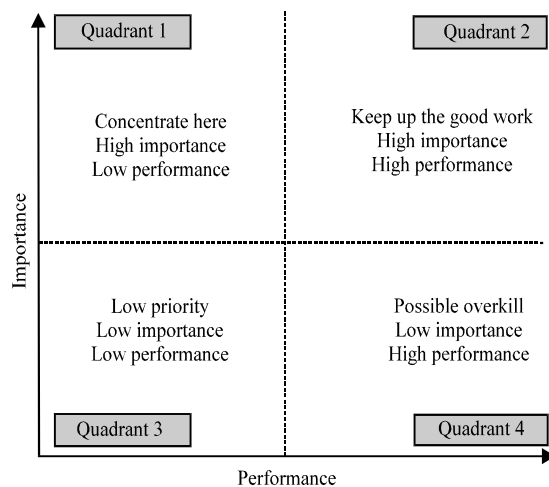 Quadrant 1
Quadrant 2
Concentrate here
High importance
Low performance
Keep up the good work
High importance
High performance
Importance
Low priority
Low importance
Low performance
Possible overkill
Low importance
High performance
Quadrant 3
Quadrant 4
Performance